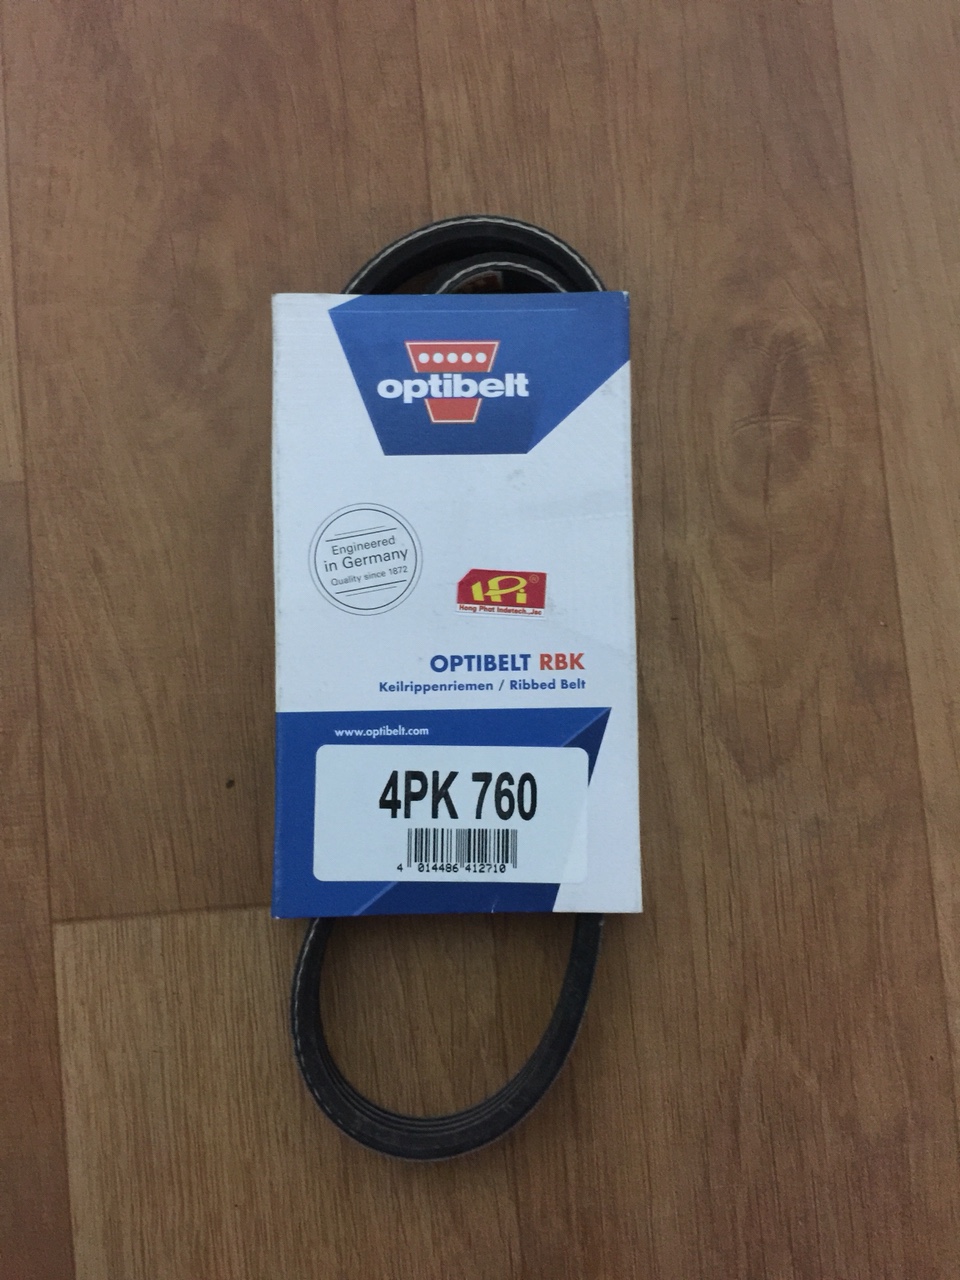 optibelt
Engineered
in Germany
Quality since 1872
HPi ®
Hong Phat Indetech.,Jsc
OPTIBELT RBK
Keilrippenriemen / Ribbed Belt
www.optibelt.com
4PK 760
4 014486 412710